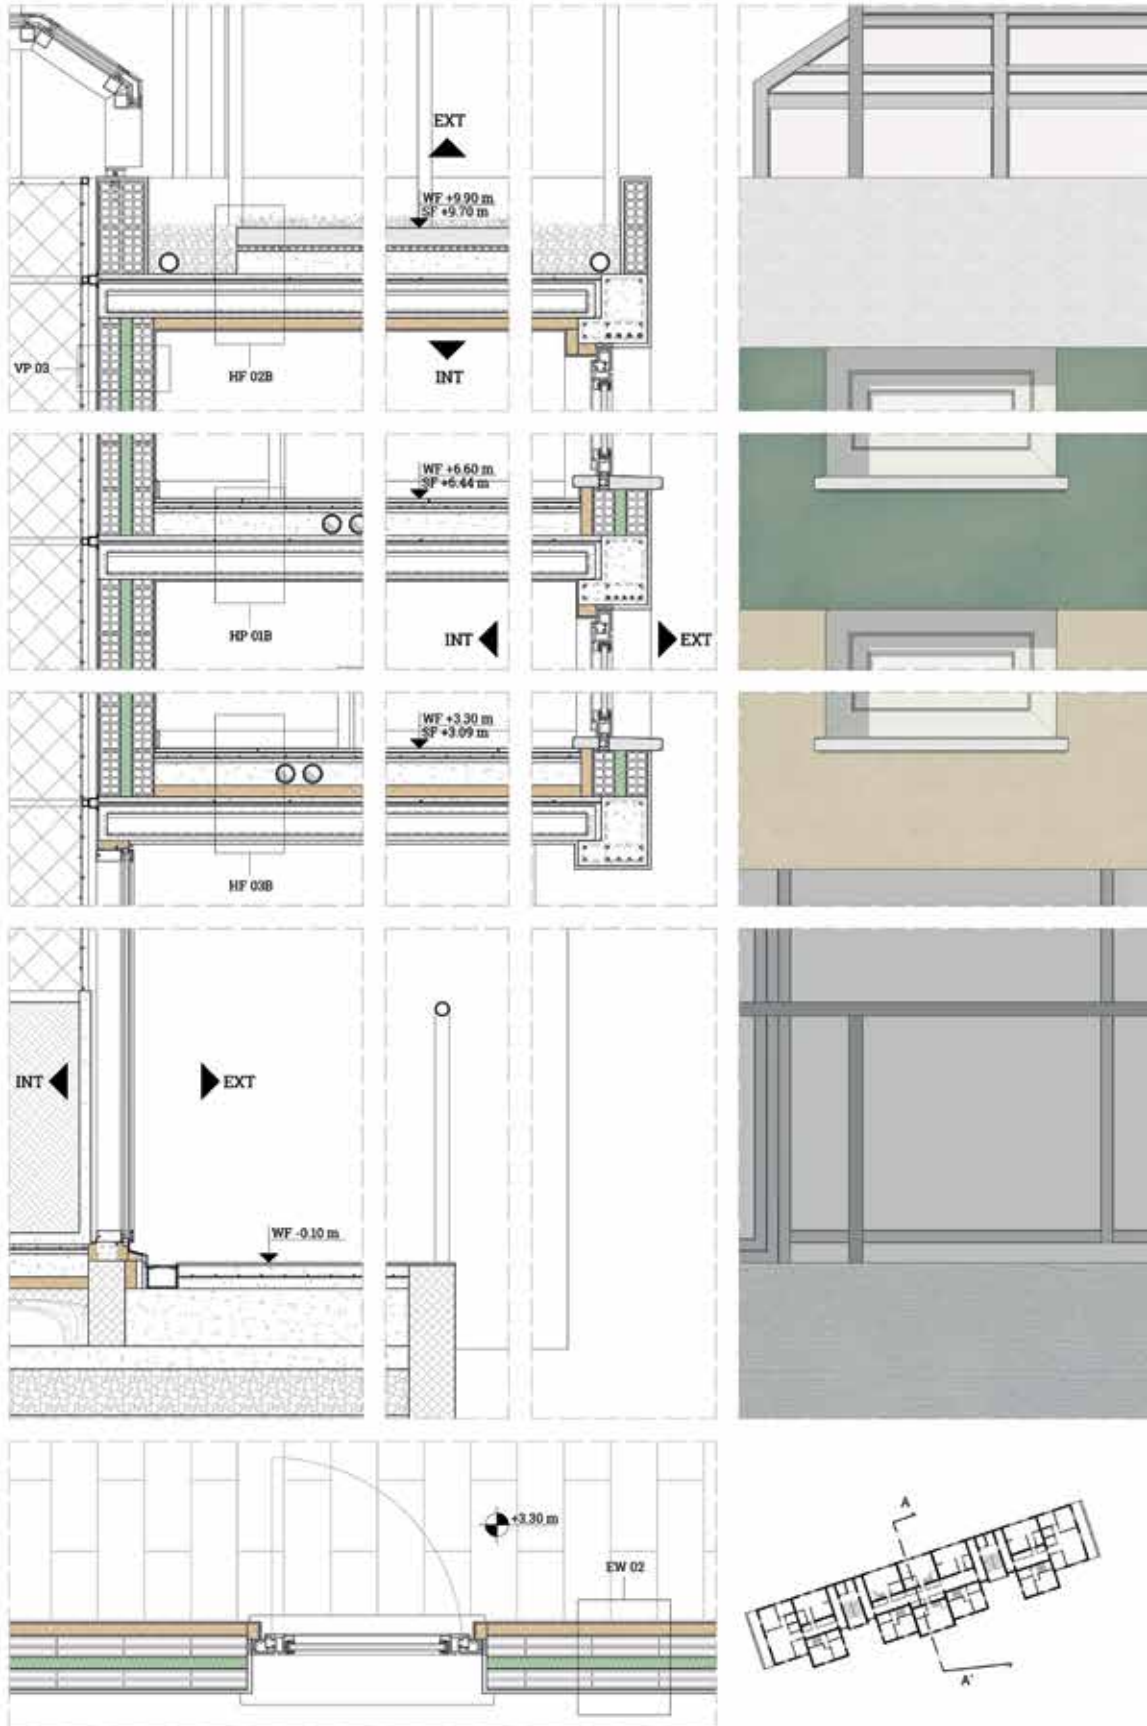 EXT
WF +9.90 m
SF +9.70 m
VP 03
HF 02B
INT
WF +6.60 m
SF +6.44 m
HP 01B
INT
EXT
WF +3.30 m
SF +3.09 m
HF 03B
INT
EXT
WF -0.10 m
+3.30 m
EW 02
A
A'